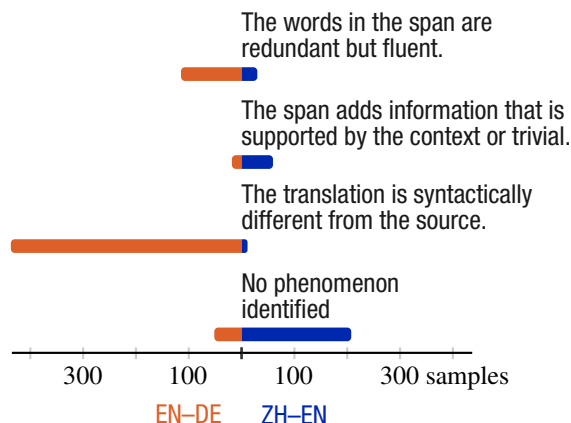 The words in the span are
redundant but fluent.
The span adds information that is
supported by the context or trivial.
The translation is syntactically
different from the source.
No phenomenon
identified
300 100 100 300 samples
EN–DE ZH–EN